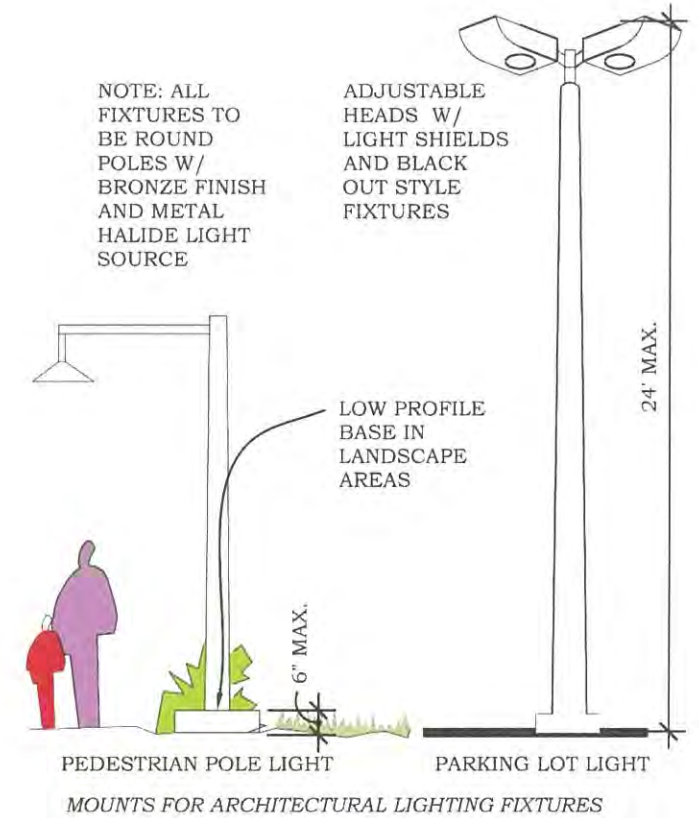 NOTE: ALL
FIXTURES TO
BE ROUND
POLES W/
BRONZE FINISH
AND METAL
HALIDE LIGHT
SOURCE
ADJUSTABLE
HEADS W/
LIGHT SHIELDS
AND BLACK
OUT STYLE
FIXTURES
24' MAX.
LOW PROFILE
BASE IN
LANDSCAPE
AREAS
6" MAX.
PEDESTRIAN POLE LIGHT
PARKING LOT LIGHT
MOUNTS FOR ARCHITECTURAL LIGHTING FIXTURES